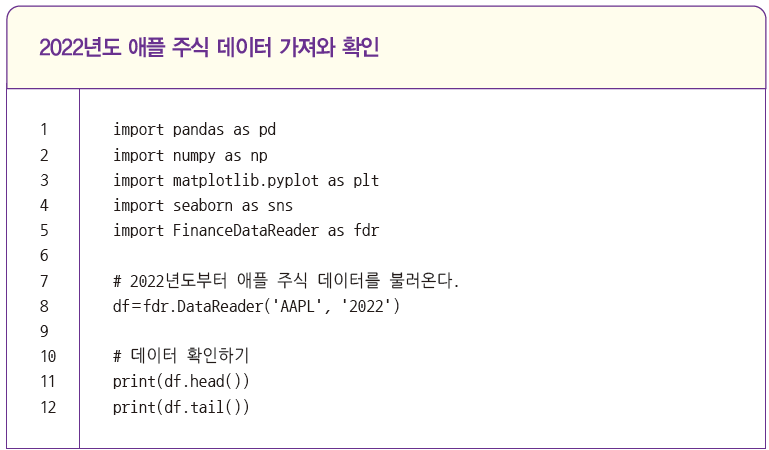 2022년도 애플 주식 데이터 가져와 확인
1 import pandas as pd
2 import numpy as np
3 import matplotlib.pyplot as plt
4 import seaborn as sns
5 import FinanceDataReader as fdr
6
7 # 2022년도부터 애플 주식 데이터를 불러온다.
8 df=fdr.DataReader('AAPL', '2022')
9
10 # 데이터 확인하기
11 print(df.head())
12 print(df.tail())